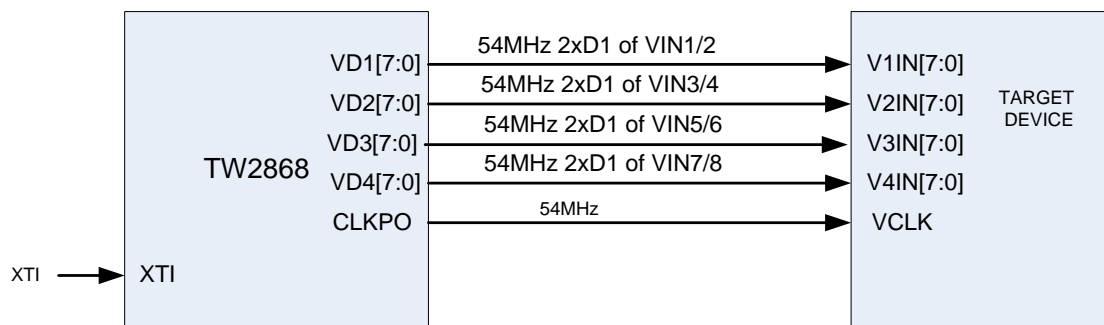 54MHz 2xD1 of VIN1/2
VD1[7:0]
V1IN[7:0]
54MHz 2xD1 of VIN3/4
VD2[7:0]
V2IN[7:0]
TARGET
DEVICE
54MHz 2xD1 of VIN5/6
VD3[7:0]
V3IN[7:0]
TW2868
54MHz 2xD1 of VIN7/8
VD4[7:0]
V4IN[7:0]
54MHz
CLKPO
VCLK
XTI
XTI